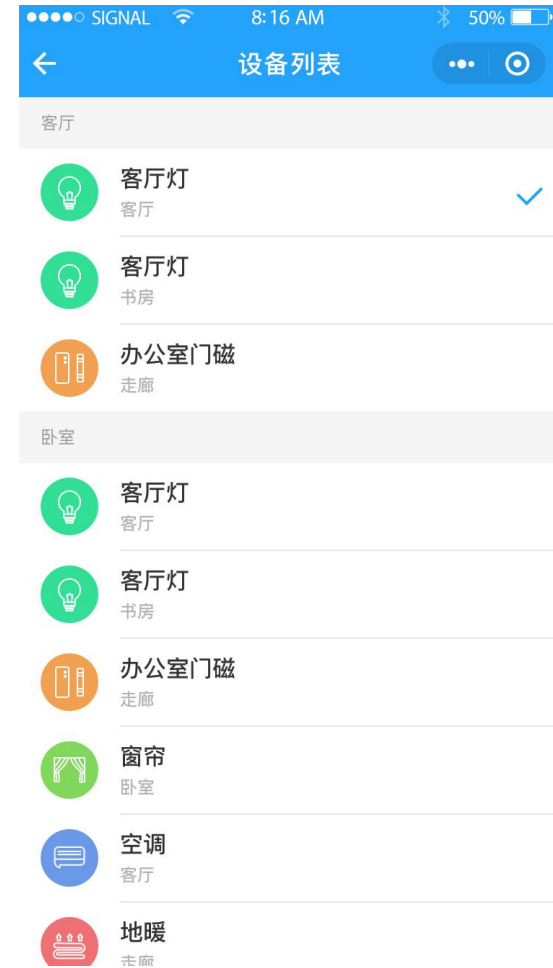 SIGNAL 8:16 AM 50%
设备列表
客厅
客厅灯
客厅
客厅灯
书房
办公室门磁
走廊
卧室
客厅灯
客厅
客厅灯
书房
办公室门磁
走廊
窗帘
卧室
空调
客厅
地暖
走廊